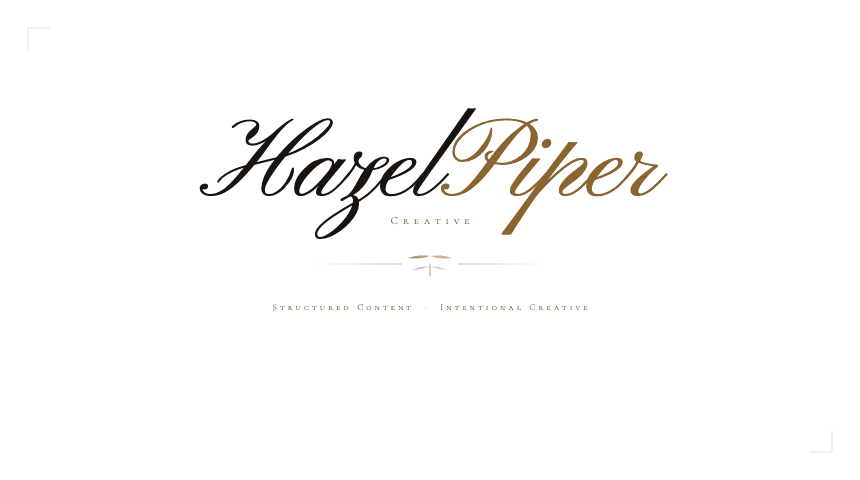 HazelPiper
Creative
Structured Content · Intentional Creative